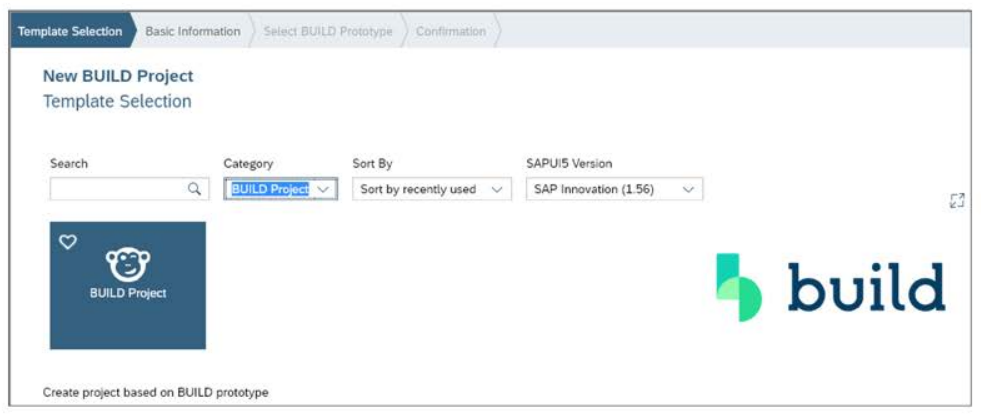 Template Selection Basic Information Select BUILD Prototype Confirmation
New BUILD Project
Template Selection
Search Category Sort By SAPUI5 Version
BUILD Project Sort by recently used SAP Innovation (1.56)
BUILD Project
build
Create project based on BUILD prototype